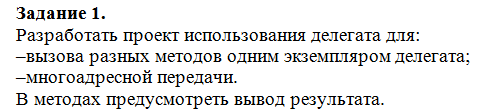 Задание 1.
Разработать проект использования делегата для:
–вызова разных методов одним экземпляром делегата;
–многоадресной передачи.
В методах предусмотреть вывод результата.